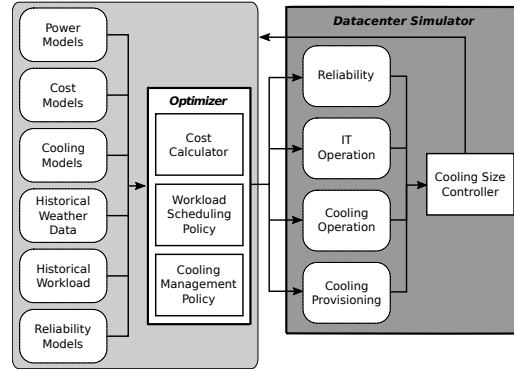 Power
Models
Cost
Models
Cooling
Models
Historical
Weather
Data
Historical
Workload
Reliability
Models
Optimizer
Cost
Calculator
Workload
Scheduling
Policy
Cooling
Management
Policy
Datacenter Simulator
Reliability
IT
Operation
Cooling
Operation
Cooling
Provisioning
Cooling Size
Controller